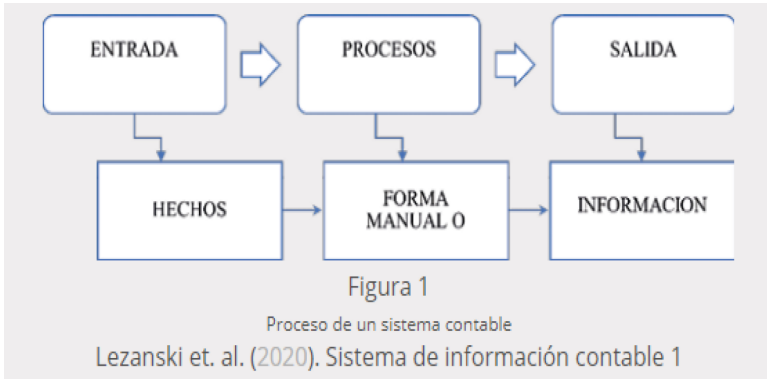 ENTRADA
PROCESOS
SALIDA
HECHOS
FORMA
MANUAL O
INFORMACION
Figura 1
Proceso de un sistema contable
Lezanski et. al. (2020). Sistema de información contable 1